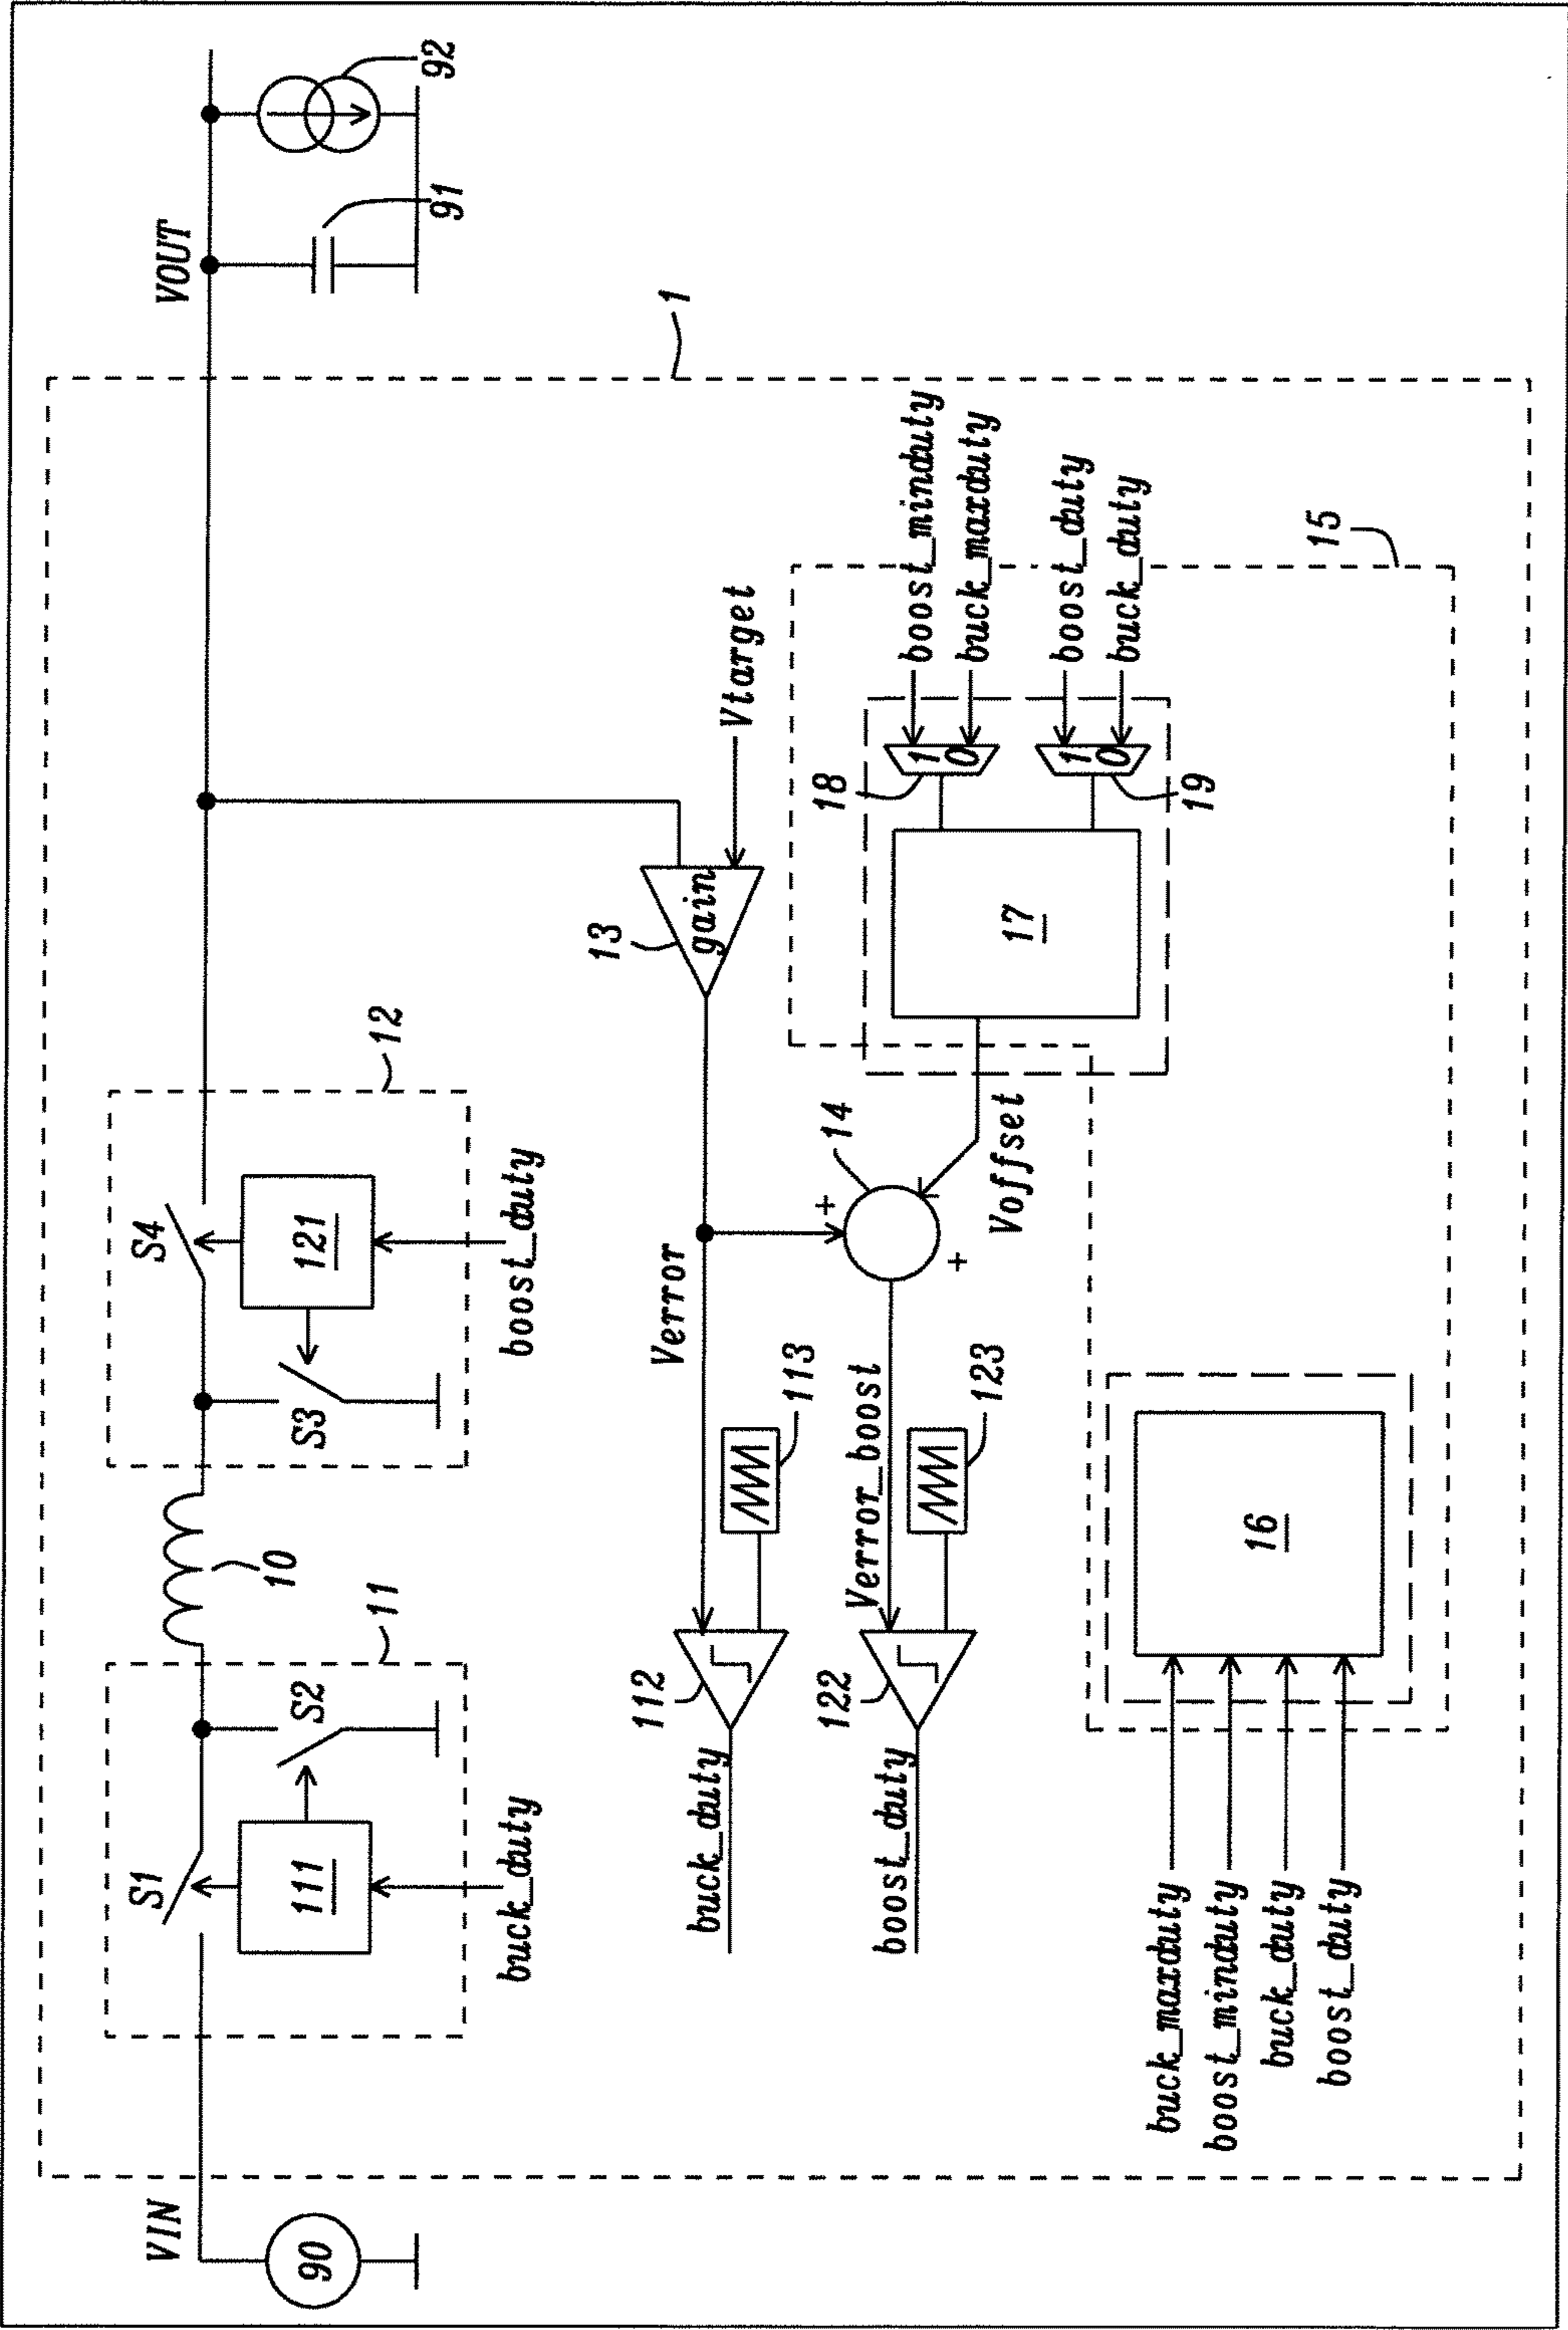 VIN
90
S1
111
S2
buck_duty
11
10
S4
121
S3
boost_duty
12
VOUT
91
92
1
Verror
13
gain
Vtarget
112
113
buck_duty
14
+
+
Verror_boost
Voffset
122
123
boost_duty
18
1
0
boost_minduty
buck_maxduty
17
19
1
0
boost_duty
buck_duty
15
16
buck_maxduty
boost_minduty
buck_duty
boost_duty